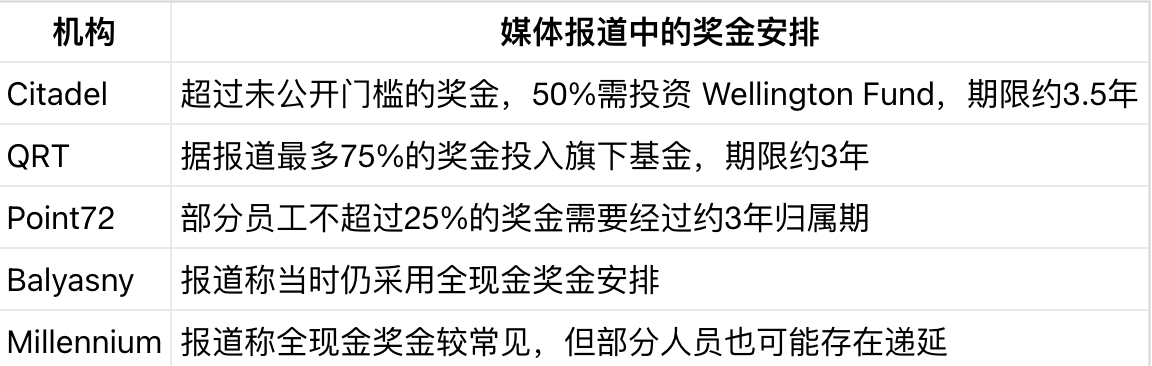 机构 媒体报道中的奖金安排
Citadel 超过未公开门槛的奖金，50%需投资 Wellington Fund，期限约3.5年
QRT 据报道最多75%的奖金投入旗下基金，期限约3年
Point72 部分员工不超过25%的奖金需要经过约3年归属期
Balyasny 报道称当时仍采用全现金奖金安排
Millennium 报道称全现金奖金较常见，但部分人员也可能存在递延